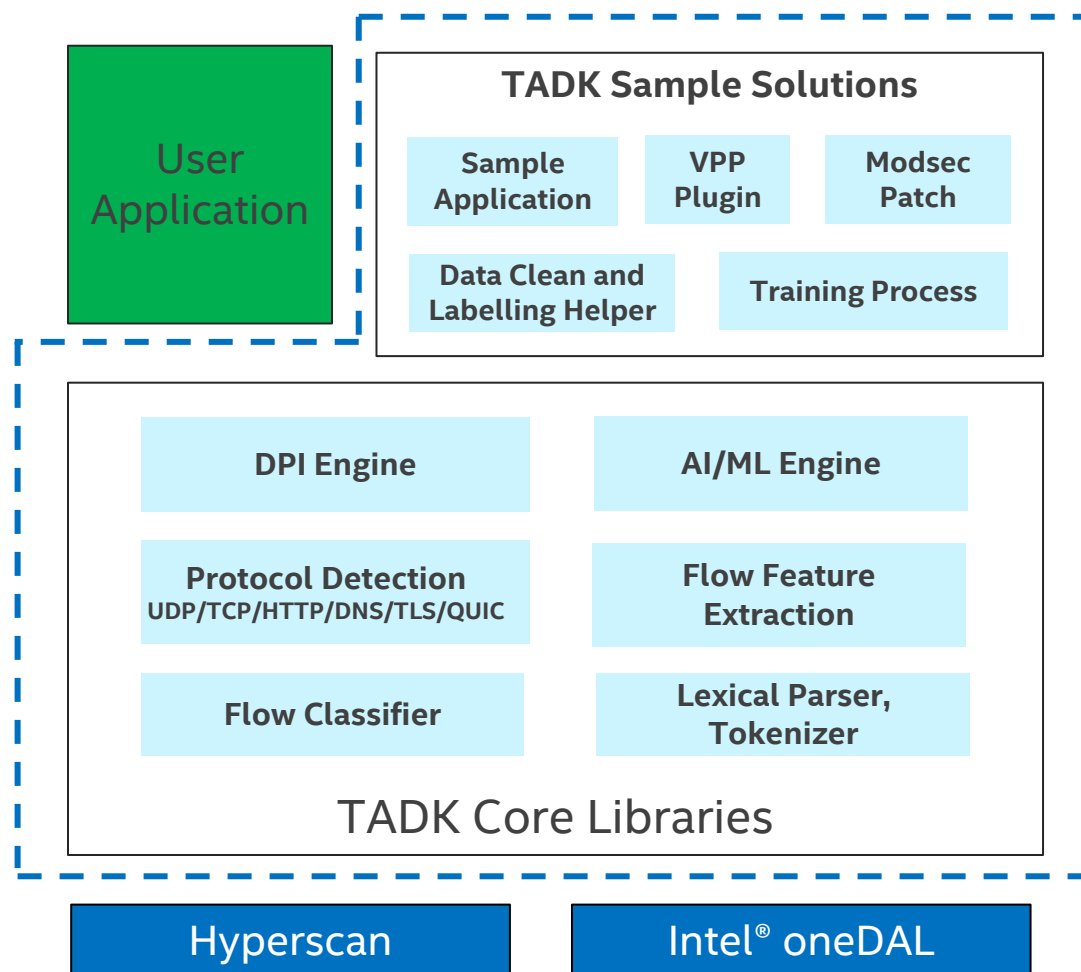 User
Application
TADK Sample Solutions
Sample
Application
VPP
Plugin
Modsec
Patch
Data Clean and
Labelling Helper
Training Process
DPI Engine
AI/ML Engine
Protocol Detection
UDP/TCP/HTTP/DNS/TLS/QUIC
Flow Feature
Extraction
Flow Classifier
Lexical Parser,
Tokenizer
TADK Core Libraries
Hyperscan
Intel® oneDAL